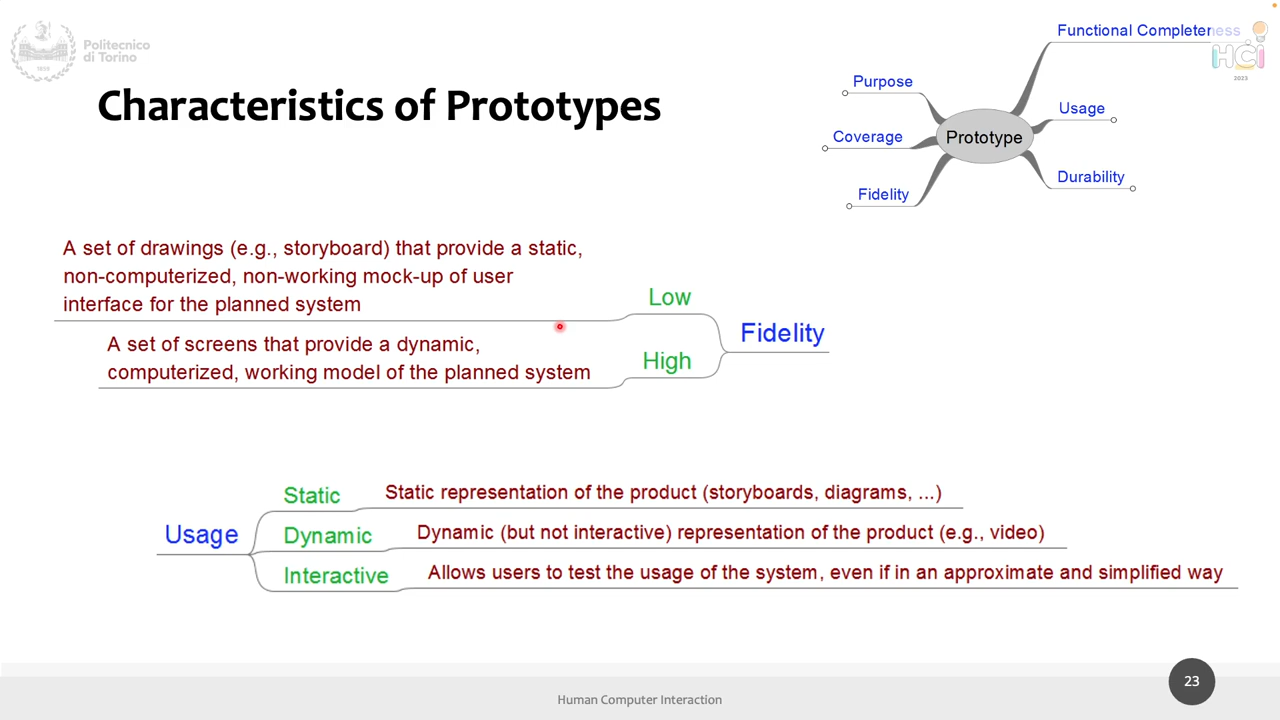 Politecnico
di Torino
1859
Characteristics of Prototypes
Functional Completeness
HCI
2023
Purpose
Usage
Coverage
Prototype
Durability
Fidelity
A set of drawings (e.g., storyboard) that provide a static,
non-computerized, non-working mock-up of user
interface for the planned system
Low
Fidelity
A set of screens that provide a dynamic,
computerized, working model of the planned system
High
Usage
Static
Static representation of the product (storyboards, diagrams, ...)
Dynamic
Dynamic (but not interactive) representation of the product (e.g., video)
Interactive
Allows users to test the usage of the system, even if in an approximate and simplified way
Human Computer Interaction
23